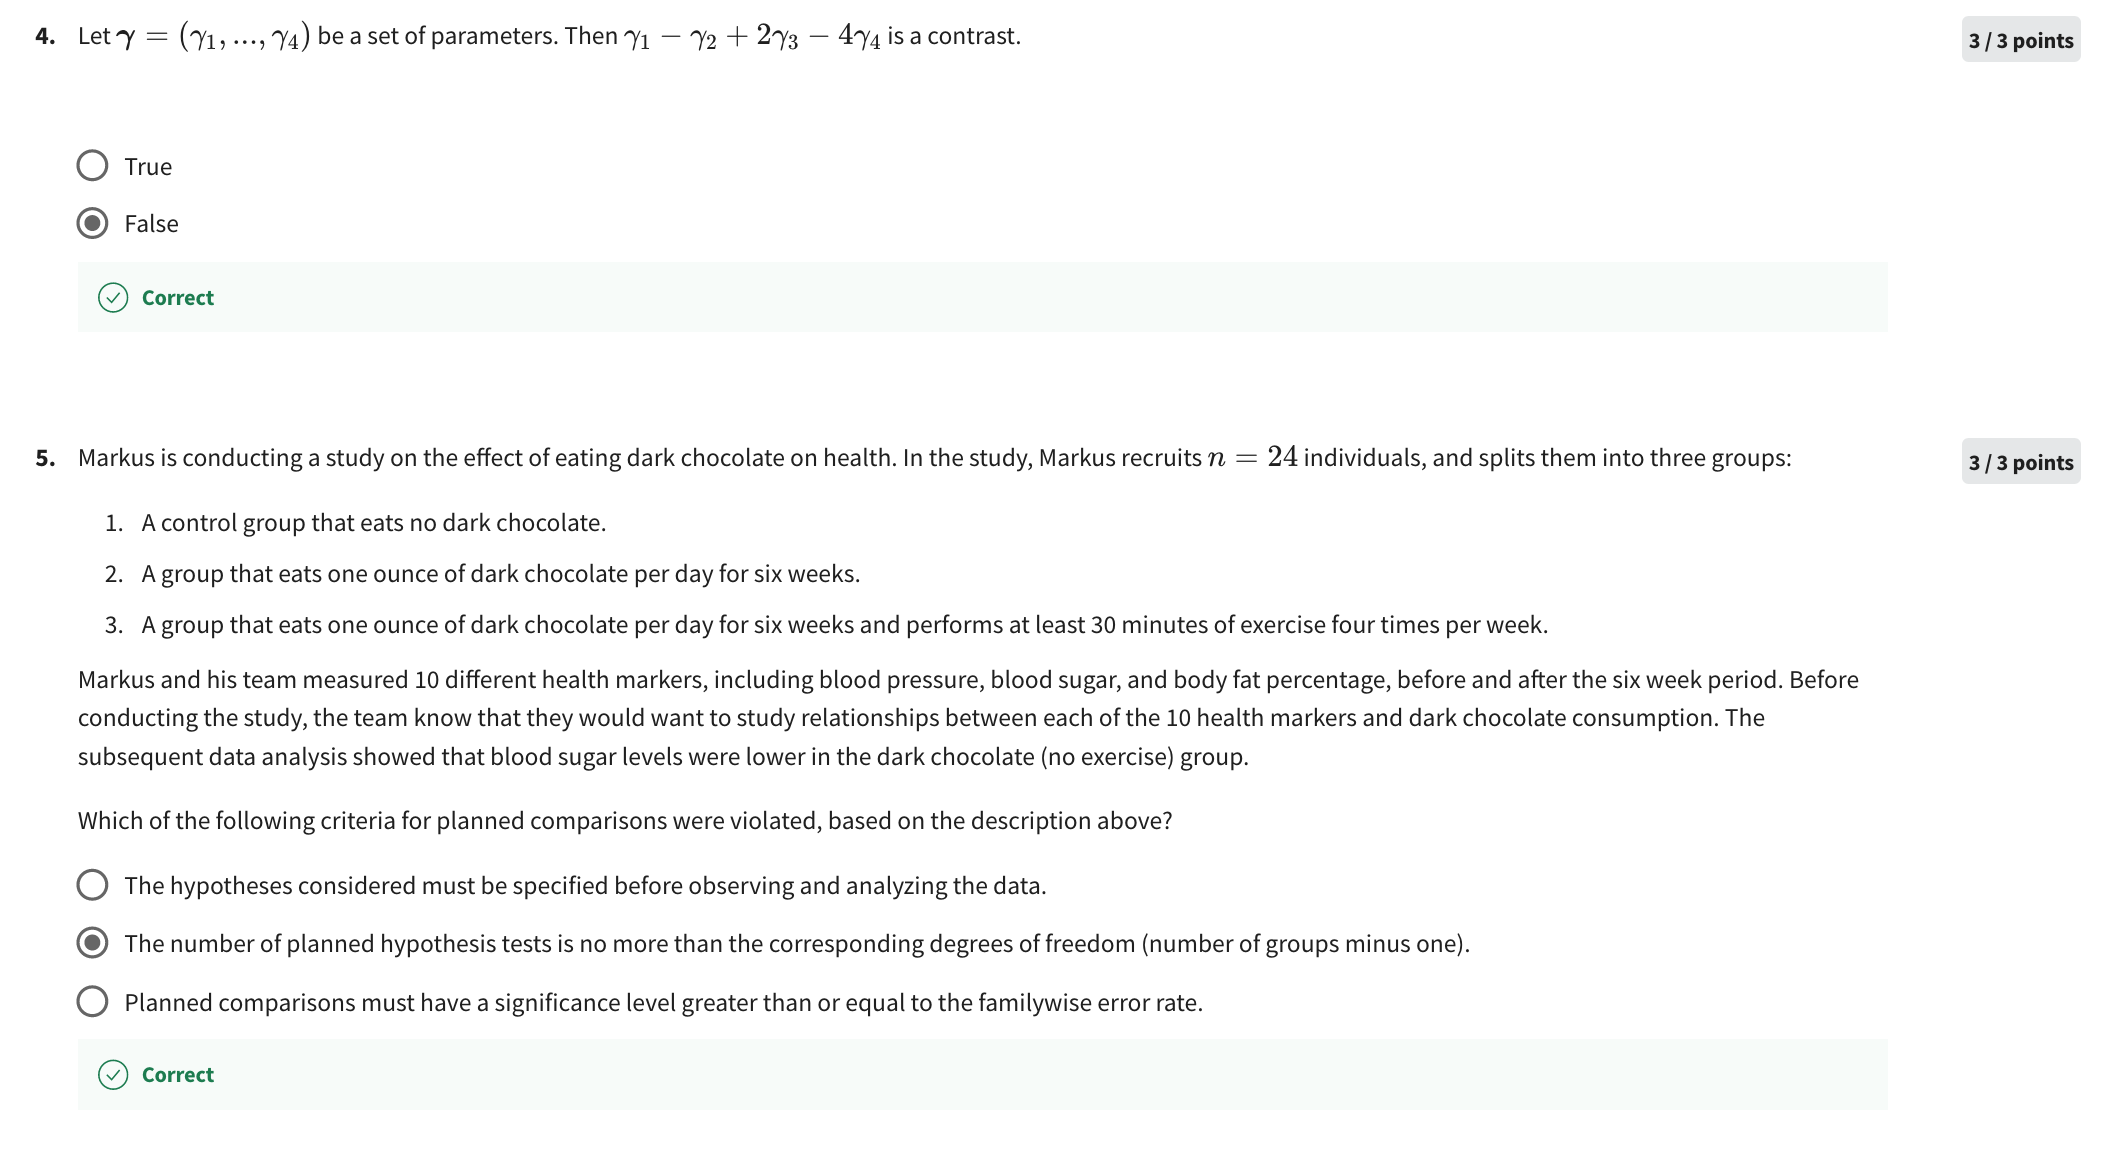 4. Let γ = (γ₁, ..., γ₄) be a set of parameters. Then γ₁ − γ₂ + 2γ₃ − 4γ₄ is a contrast.
3 / 3 points
True
False
Correct
5. Markus is conducting a study on the effect of eating dark chocolate on health. In the study, Markus recruits n = 24 individuals, and splits them into three groups:
3 / 3 points
1. A control group that eats no dark chocolate.
2. A group that eats one ounce of dark chocolate per day for six weeks.
3. A group that eats one ounce of dark chocolate per day for six weeks and performs at least 30 minutes of exercise four times per week.
Markus and his team measured 10 different health markers, including blood pressure, blood sugar, and body fat percentage, before and after the six week period. Before
conducting the study, the team know that they would want to study relationships between each of the 10 health markers and dark chocolate consumption. The
subsequent data analysis showed that blood sugar levels were lower in the dark chocolate (no exercise) group.
Which of the following criteria for planned comparisons were violated, based on the description above?
The hypotheses considered must be specified before observing and analyzing the data.
The number of planned hypothesis tests is no more than the corresponding degrees of freedom (number of groups minus one).
Planned comparisons must have a significance level greater than or equal to the familywise error rate.
Correct